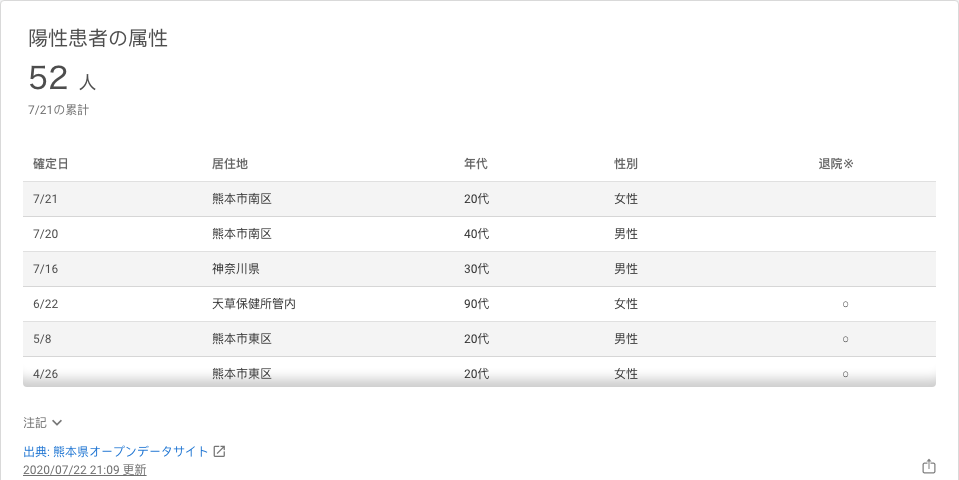 陽性患者の属性
52 人
7/21の累計
確定日 居住地 年代 性別 退院※
7/21 熊本市南区 20代 女性
7/20 熊本市南区 40代 男性
7/16 神奈川県 30代 男性
6/22 天草保健所管内 90代 女性 ○
5/8 熊本市東区 20代 男性 ○
4/26 熊本市東区 20代 女性 ○
注記
出典: 熊本県オープンデータサイト
2020/07/22 21:09 更新